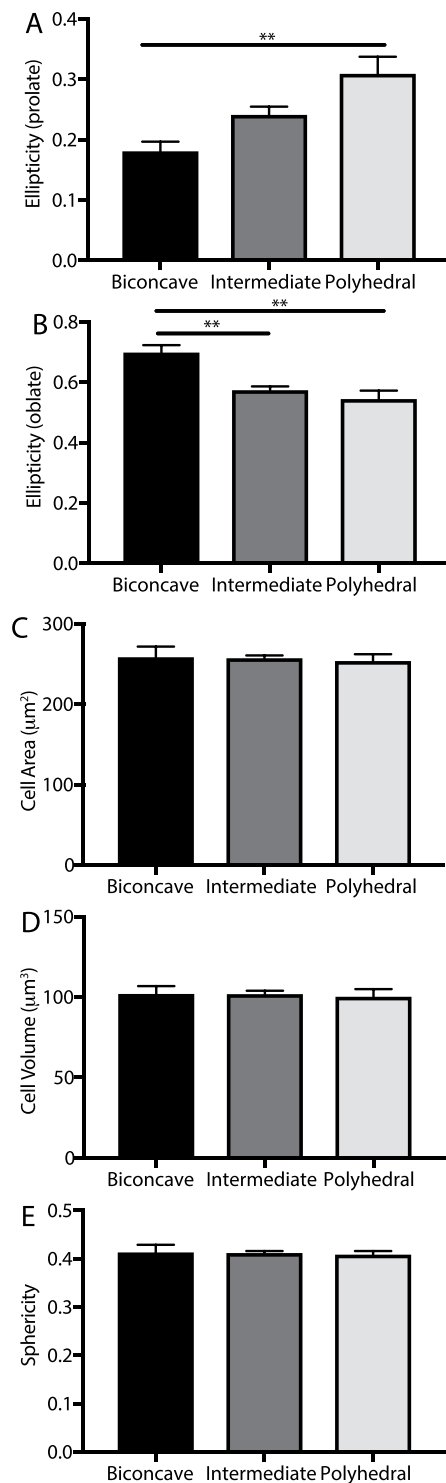 A
Ellipticity (prolate)
0.4
0.3
0.2
0.1
0.0
**
Biconcave Intermediate Polyhedral
B
Ellipticity (oblate)
0.8
0.6
0.4
0.2
0.0
**
**
Biconcave Intermediate Polyhedral
C
Cell Area (μm²)
300
200
100
0
Biconcave Intermediate Polyhedral
D
Cell Volume (μm³)
150
100
50
0
Biconcave Intermediate Polyhedral
E
Sphericity
0.5
0.4
0.3
0.2
0.1
0.0
Biconcave Intermediate Polyhedral